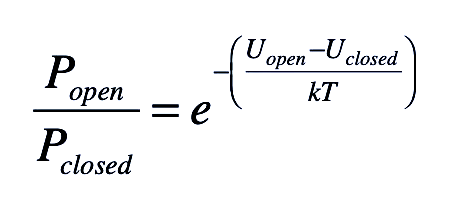 P_open / P_closed = e^−((U_open−U_closed)/kT)